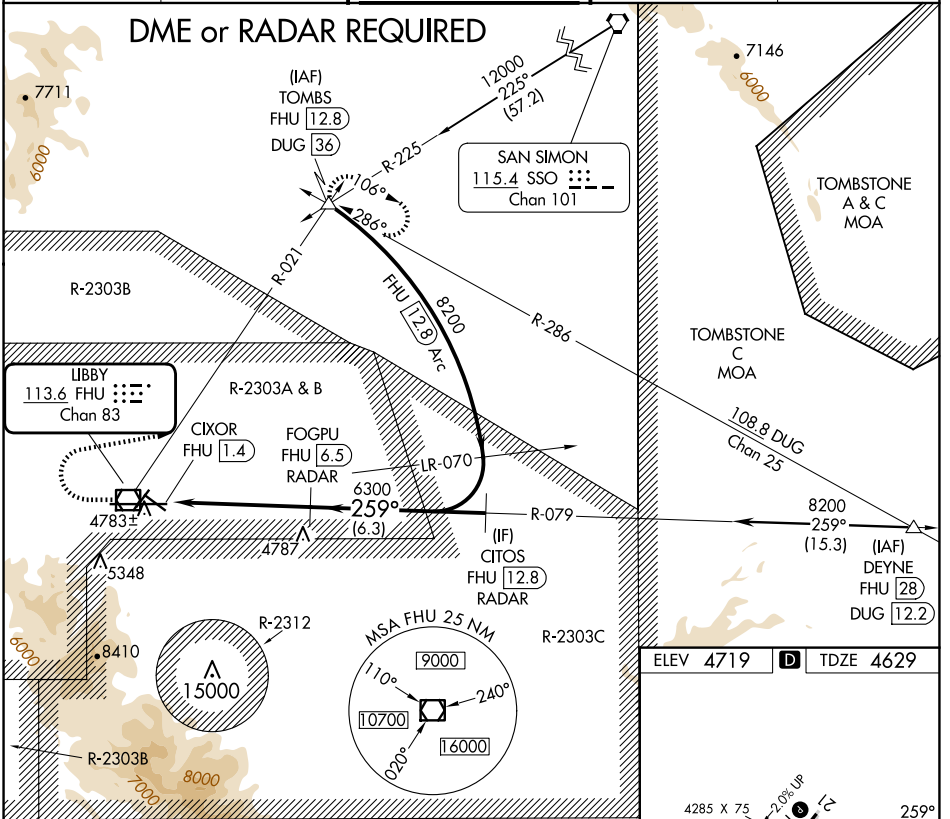 DME or RADAR REQUIRED
7711
6000
(IAF)
TOMBS
FHU 12.8
DUG 36
12000
225°
(57.2)
R-225
SAN SIMON
115.4 SSO
Chan 101
7146
6000
TOMBSTONE
A & C
MOA
106°
286°
R-021
R-2303B
FHU 12.8 Arc
8200
R-286
TOMBSTONE
C
MOA
108.8 DUG
Chan 25
LIBBY
113.6 FHU
Chan 83
R-2303A & B
CIXOR
FHU 1.4
FOGPU
FHU 6.5
RADAR
LR-070
6300
259°
(6.3)
R-079
8200
259°
(15.3)
4783±
4787
5348
(IF)
CITOS
FHU 12.8
RADAR
(IAF)
DEYNE
FHU 28
DUG 12.2
6000
8410
R-2312
15000
R-2303C
MSA FHU 25 NM
9000
110°
240°
10700
16000
020°
R-2303B
7000
8000
ELEV 4719
D
TDZE 4629
4285 X 75
2.0% UP
P
21
259°